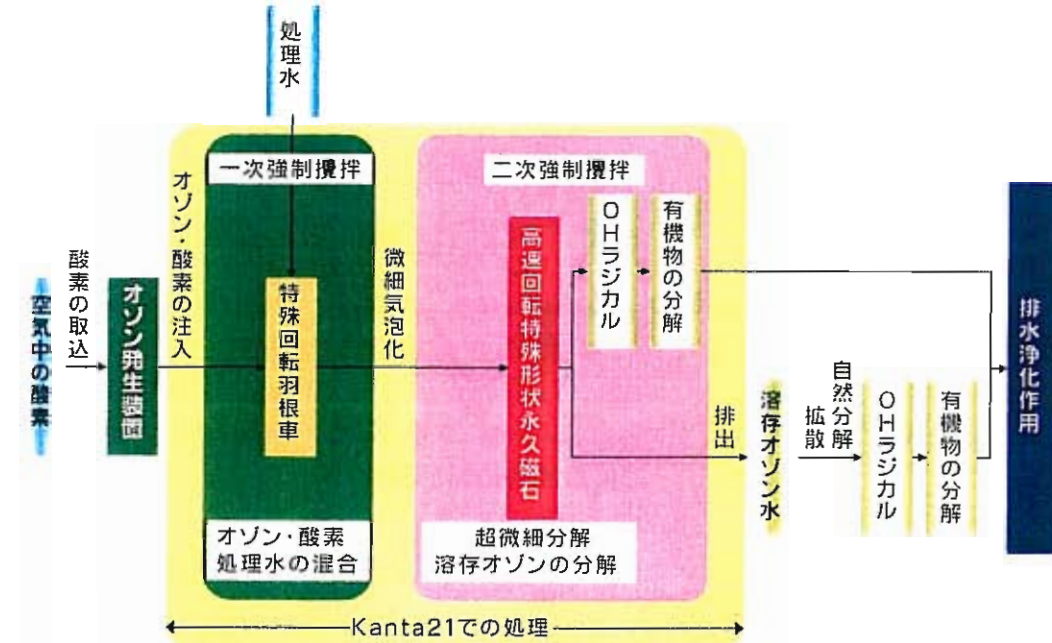 処理水
一次強制攪拌
二次強制攪拌
空気中の酸素
酸素の取込
オゾン発生装置
オゾン・酸素の注入
特殊回転羽根車
微細気泡化
高速回転特殊形状永久磁石
OHラジカル
有機物の分解
排出
溶存オゾン水
自然分解
拡散
OHラジカル
有機物の分解
排水浄化作用
オゾン・酸素
処理水の混合
超微細分解
溶存オゾンの分解
Kanta21での処理